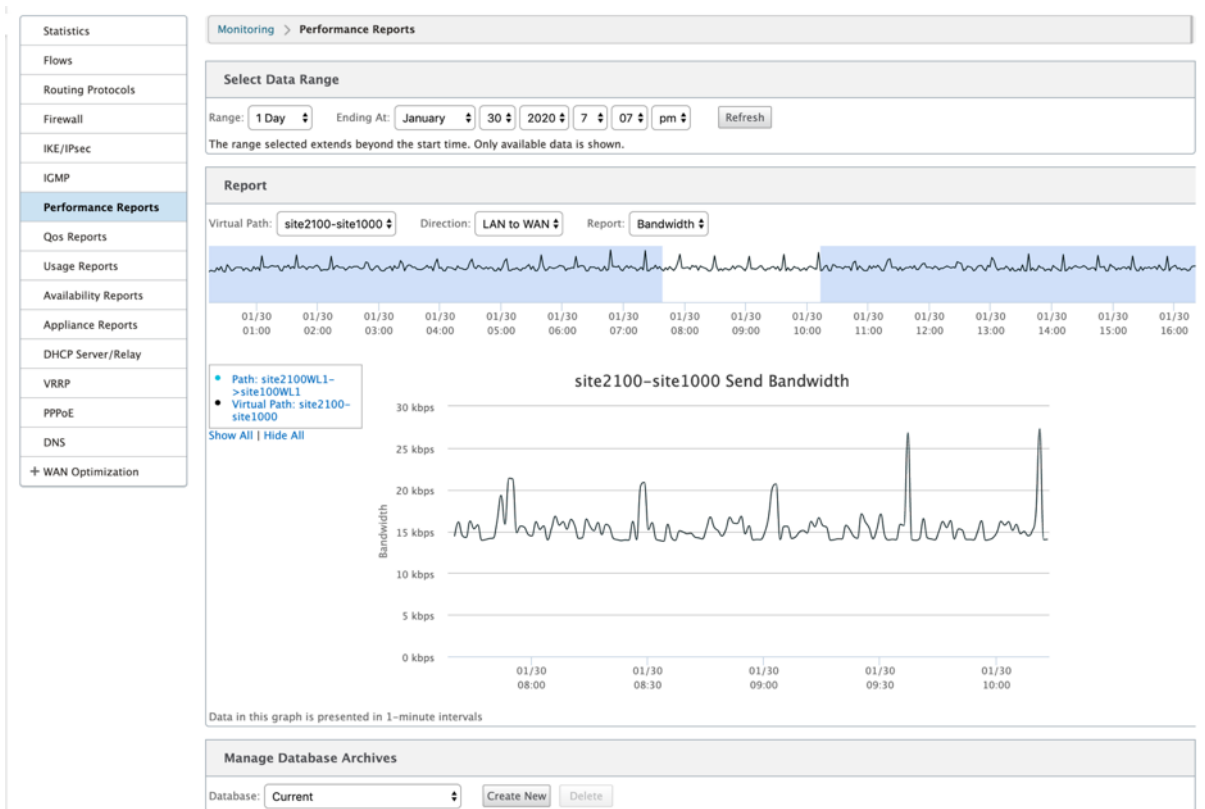 Statistics
Flows
Routing Protocols
Firewall
IKE/IPsec
IGMP
Performance Reports
Qos Reports
Usage Reports
Availability Reports
Appliance Reports
DHCP Server/Relay
VRRP
PPPoE
DNS
+ WAN Optimization
Monitoring > Performance Reports
Select Data Range
Range: 1 Day Ending At: January 30 2020 7 07 pm Refresh
The range selected extends beyond the start time. Only available data is shown.
Report
Virtual Path: site2100-site1000 Direction: LAN to WAN Report: Bandwidth
01/30 01/30 01/30 01/30 01/30 01/30 01/30 01/30 01/30 01/30 01/30 01/30 01/30 01/30 01/30 01/30
01:00 02:00 03:00 04:00 05:00 06:00 07:00 08:00 09:00 10:00 11:00 12:00 13:00 14:00 15:00 16:00
Path: site2100WL1-
>site100WL1
Virtual Path: site2100-
site1000
Show All | Hide All
site2100-site1000 Send Bandwidth
30 kbps
25 kbps
20 kbps
15 kbps
10 kbps
5 kbps
0 kbps
Bandwidth
01/30 01/30 01/30 01/30 01/30
08:00 08:30 09:00 09:30 10:00
Data in this graph is presented in 1-minute intervals
Manage Database Archives
Database: Current Create New Delete